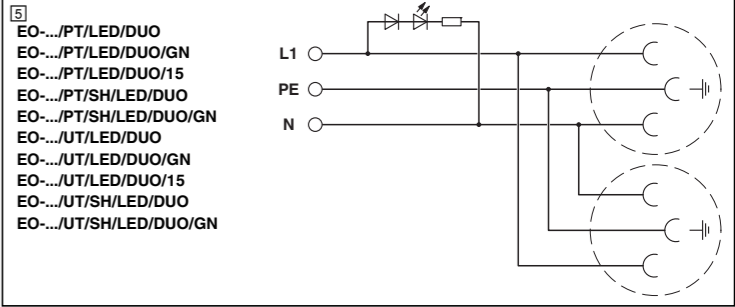 5
EO-.../PT/LED/DUO
EO-.../PT/LED/DUO/GN
EO-.../PT/LED/DUO/15
EO-.../PT/SH/LED/DUO
EO-.../PT/SH/LED/DUO/GN
EO-.../UT/LED/DUO
EO-.../UT/LED/DUO/GN
EO-.../UT/LED/DUO/15
EO-.../UT/SH/LED/DUO
EO-.../UT/SH/LED/DUO/GN
L1
PE
N